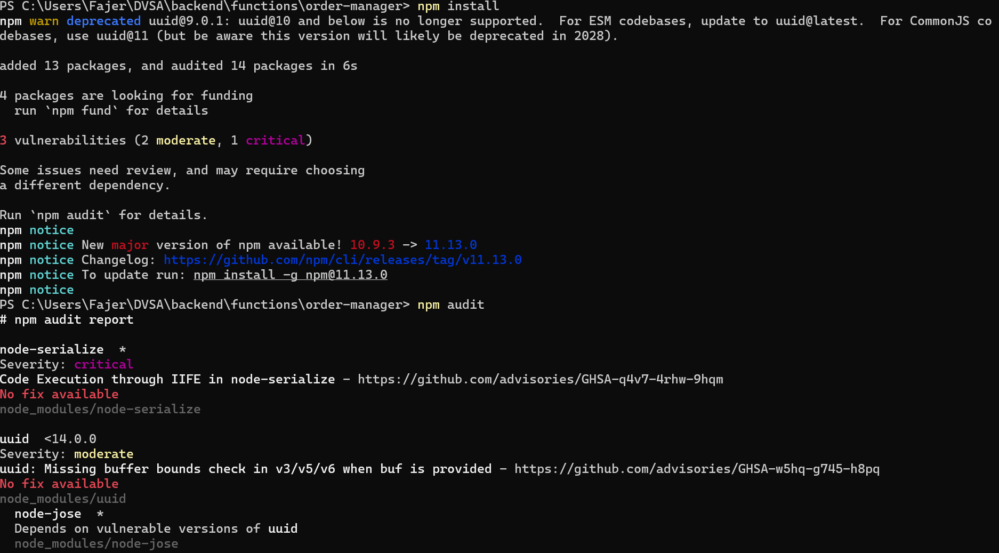 PS C:\Users\Fajer\DVSA\backend\functions\order-manager> npm install
npm warn deprecated uuid@9.0.1: uuid@10 and below is no longer supported.  For ESM codebases, update to uuid@latest.  For CommonJS co
debases, use uuid@11 (but be aware this version will likely be deprecated in 2028).
added 13 packages, and audited 14 packages in 6s
4 packages are looking for funding
  run `npm fund` for details
3 vulnerabilities (2 moderate, 1 critical)
Some issues need review, and may require choosing
a different dependency.
Run `npm audit` for details.
npm notice
npm notice New major version of npm available! 10.9.3 -> 11.13.0
npm notice Changelog: https://github.com/npm/cli/releases/tag/v11.13.0
npm notice To update run: npm install -g npm@11.13.0
npm notice
PS C:\Users\Fajer\DVSA\backend\functions\order-manager> npm audit
# npm audit report
node-serialize  *
Severity: critical
Code Execution through IIFE in node-serialize - https://github.com/advisories/GHSA-q4v7-4rhw-9hqm
No fix available
node_modules/node-serialize
uuid  <14.0.0
Severity: moderate
uuid: Missing buffer bounds check in v3/v5/v6 when buf is provided - https://github.com/advisories/GHSA-w5hq-g745-h8pq
No fix available
node_modules/uuid
  node-jose  *
  Depends on vulnerable versions of uuid
  node_modules/node-jose